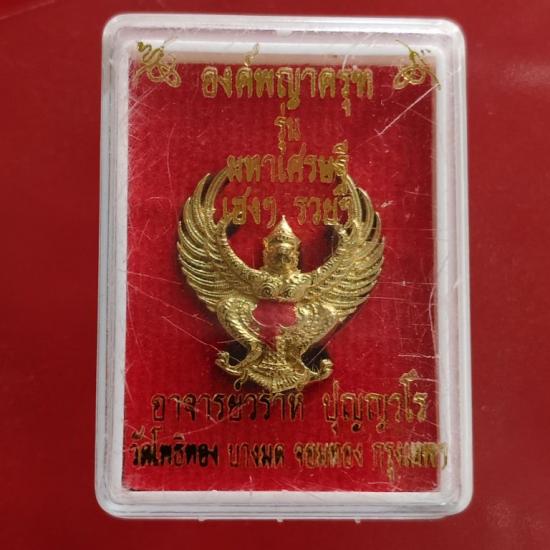 องค์พญาครุฑ
รุ่น
มหาเศรษฐี
เฮงๆ รวยๆ
อาจารย์วราห์ ปุญญวโร
วัดโพธิทอง บางมด จอมทอง กรุงเทพฯ